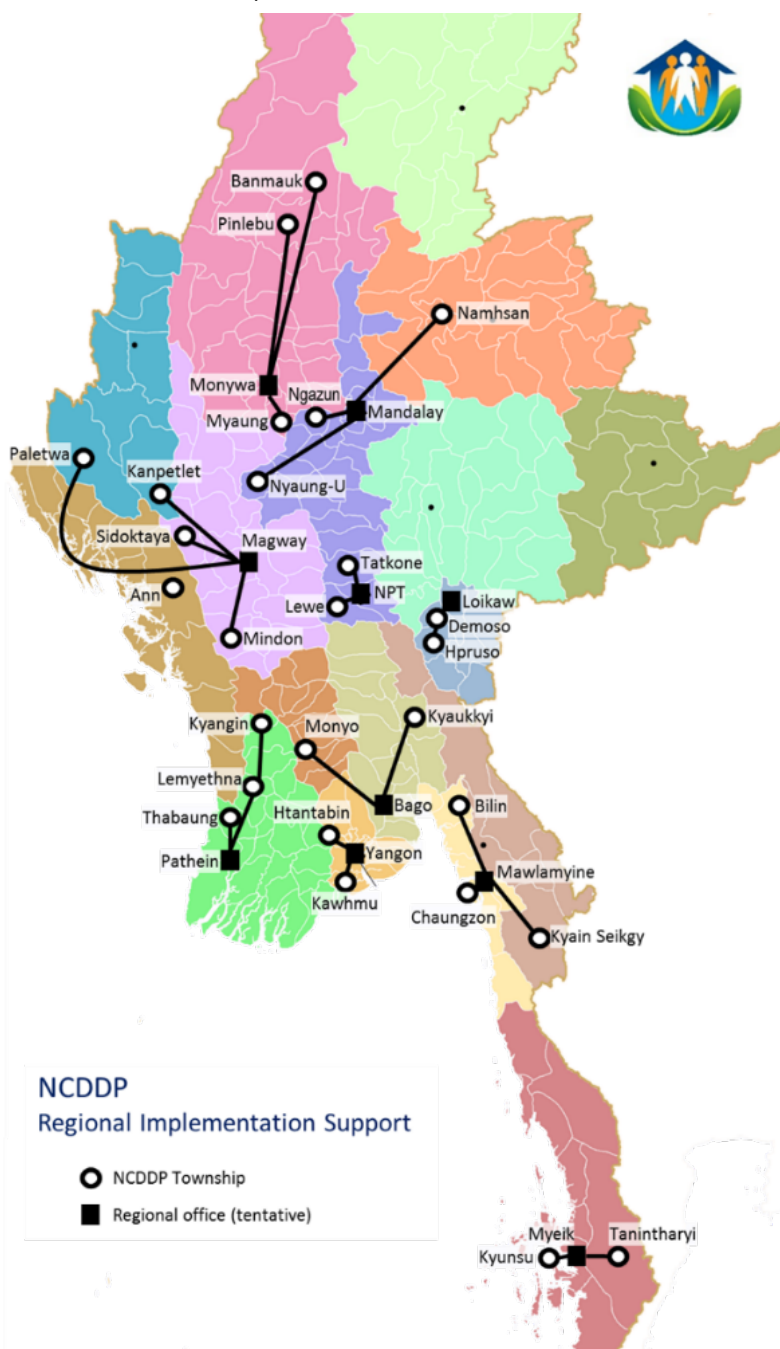 Banmauk
Pinlebu
Namhsan
Monywa
Ngazun
Mandalay
Myaung
Paletwa
Kanpetlet
Nyaung-U
Sidoktaya
Magway
Tatkone
Ann
NPT
Loikaw
Lewe
Demoso
Mindon
Hpruso
Kyangin
Monyo
Kyaukkyi
Lemyethna
Thabaung
Htantabin
Bago
Bilin
Pathein
Yangon
Mawlamyine
Kawhmu
Chaungzon
Kyain Seikgy
NCDDP
Regional Implementation Support
NCDDP Township
Regional office (tentative)
Myeik
Tanintharyi
Kyunsu